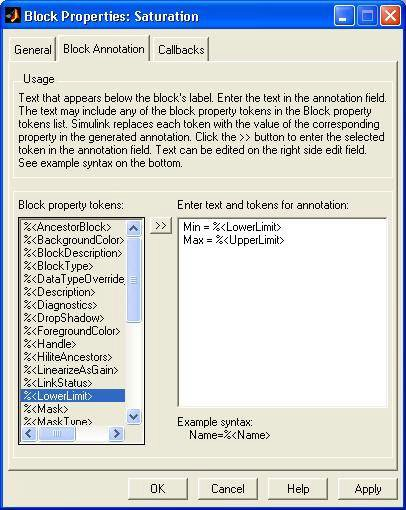 Block Properties: Saturation
General
Block Annotation
Callbacks
Usage
Text that appears below the block's label. Enter the text in the annotation field.
The text may include any of the block property tokens in the Block property
tokens list. Simulink replaces each token with the value of the corresponding
property in the generated annotation. Click the >> button to enter the selected
token in the annotation field. Text can be edited on the right side edit field.
See example syntax on the bottom.
Block property tokens:
%<AncestorBlock>
%<BackgroundColor>
%<BlockDescription>
%<BlockType>
%<DataTypeOverride_
%<Description>
%<Diagnostics>
%<DropShadow>
%<ForegroundColor>
%<Handle>
%<HiliteAncestors>
%<LinearizeAsGain>
%<LinkStatus>
%<LowerLimit>
%<Mask>
%<MaskType>
>>
Enter text and tokens for annotation:
Min = %<LowerLimit>
Max = %<UpperLimit>
Example syntax:
Name=%<Name>
OK
Cancel
Help
Apply